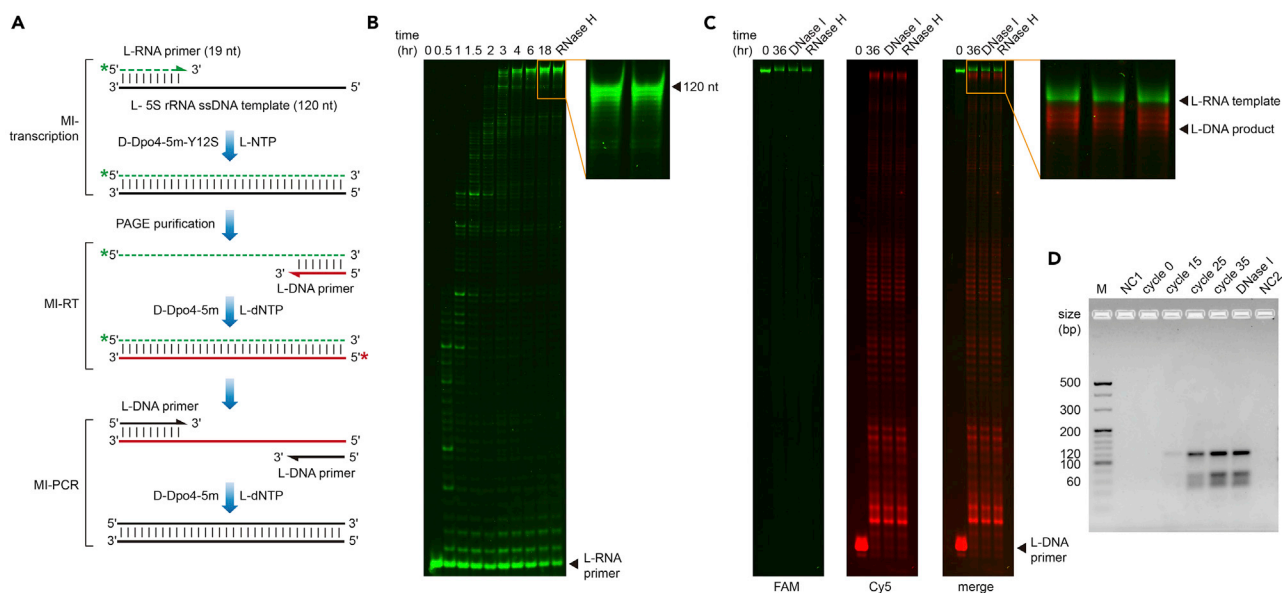 A
L-RNA primer (19 nt)
*5' 3'
3' 5'
L- 5S rRNA ssDNA template (120 nt)
MI-
transcription
D-Dpo4-5m-Y12S L-NTP
*5' 3'
3' 5'
PAGE purification
*5' 3'
3' 5'
L-DNA primer
MI-RT
D-Dpo4-5m L-dNTP
*5' 3'
3' 5'*
L-DNA primer
5' 3'
3' 5'
3' 5'
L-DNA primer
MI-PCR
D-Dpo4-5m L-dNTP
5' 3'
3' 5'
B
time
(hr) 0 0.5 1 1.5 2 3 4 6 18 RNase H
120 nt
L-RNA
primer
C
time
(hr)
0 36 DNase I RNase H
0 36 DNase I RNase H
0 36 DNase I RNase H
L-RNA template
L-DNA product
L-DNA
primer
FAM Cy5 merge
D
M NC1 cycle 0 cycle 15 cycle 25 cycle 35 DNase I NC2
size
(bp)
500
300
200
120
100
60